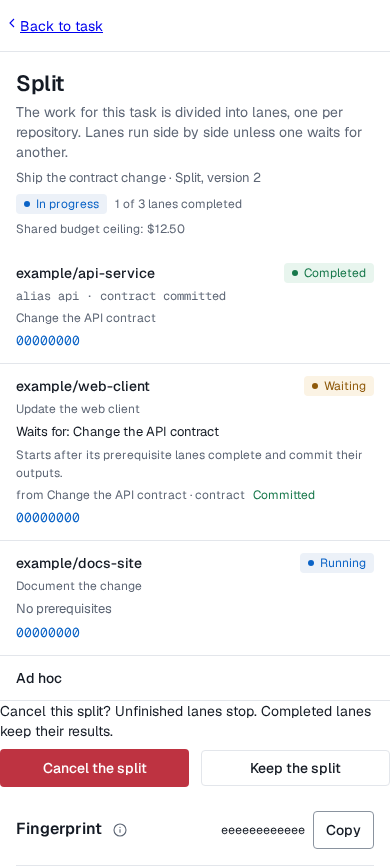 Back to task
Split
The work for this task is divided into lanes, one per
repository. Lanes run side by side unless one waits for
another.
Ship the contract change · Split, version 2
In progress 1 of 3 lanes completed
Shared budget ceiling: $12.50
example/api-service Completed
alias api · contract committed
Change the API contract
00000000
example/web-client Waiting
Update the web client
Waits for: Change the API contract
Starts after its prerequisite lanes complete and commit their
outputs.
from Change the API contract · contract Committed
00000000
example/docs-site Running
Document the change
No prerequisites
00000000
Ad hoc
Cancel this split? Unfinished lanes stop. Completed lanes
keep their results.
Cancel the split Keep the split
Fingerprint eeeeeeeeeeee Copy